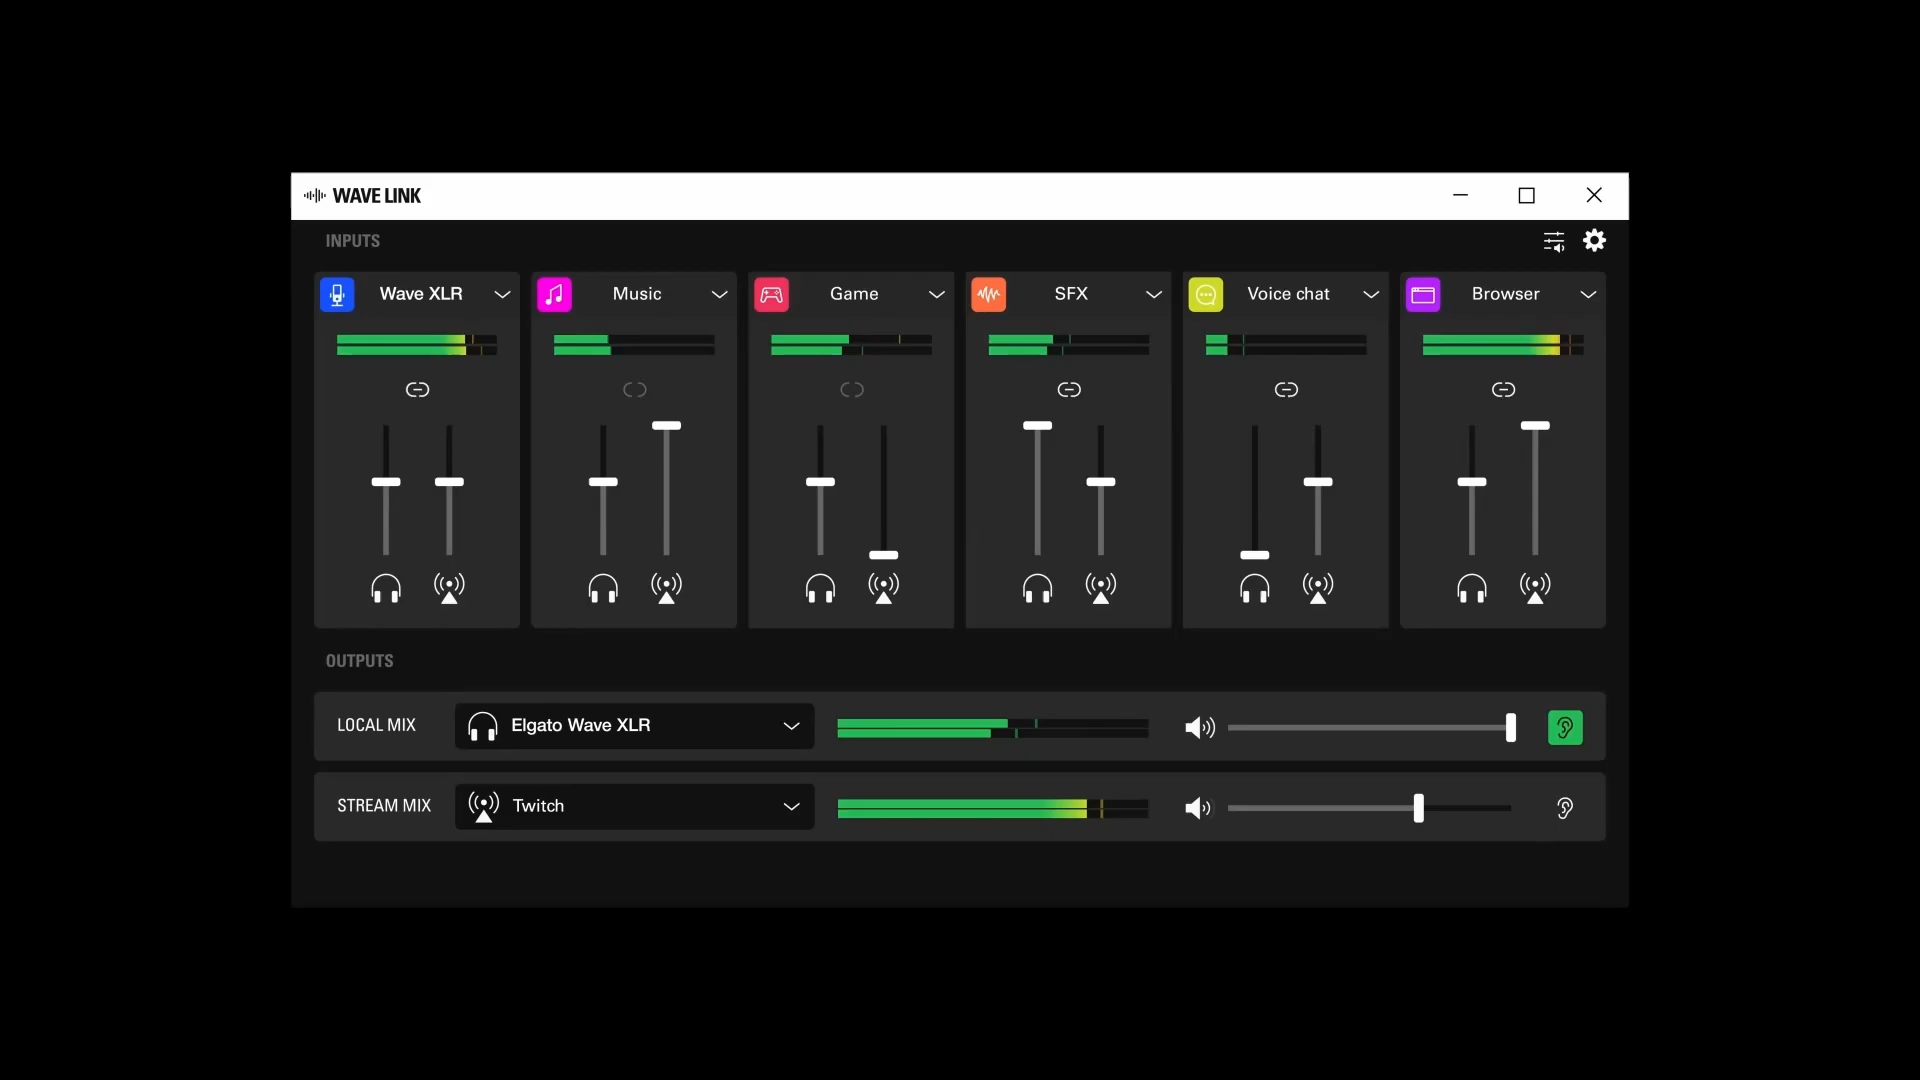 WAVE LINK
INPUTS
Wave XLR
Music
Game
SFX
Voice chat
Browser
OUTPUTS
LOCAL MIX
Elgato Wave XLR
STREAM MIX
Twitch